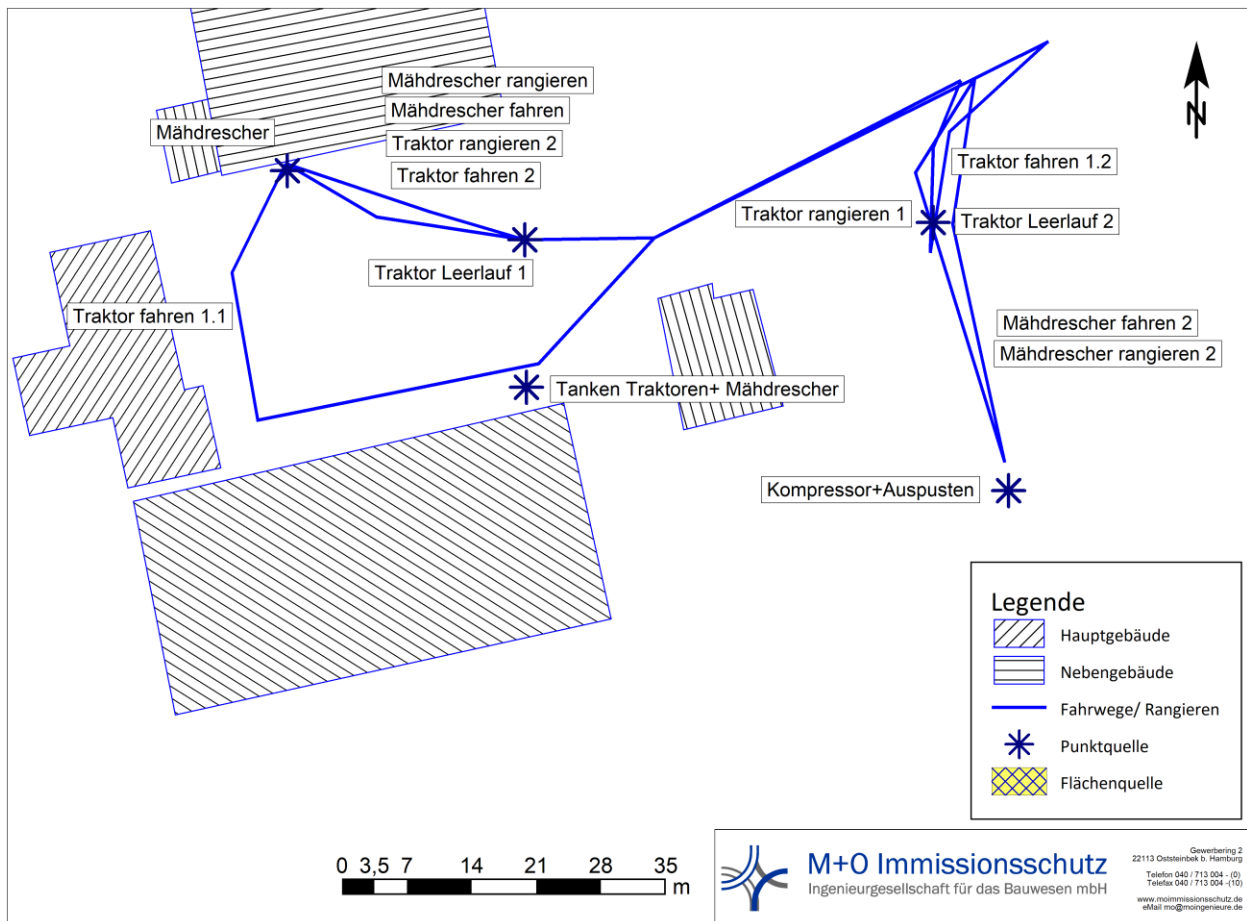 Mähdrescher rangieren
Mähdrescher fahren
Mähdrescher
Traktor rangieren 2
Traktor fahren 2
N
Traktor fahren 1.2
Traktor rangieren 1
Traktor Leerlauf 2
Traktor Leerlauf 1
Traktor fahren 1.1
Mähdrescher fahren 2
Mähdrescher rangieren 2
Tanken Traktoren+ Mähdrescher
Kompressor+Auspusten
Legende
Hauptgebäude
Nebengebäude
Fahrwege/ Rangieren
Punktquelle
Flächenquelle
0 3,5 7 14 21 28 35
m
M+O Immissionsschutz
Ingenieurgesellschaft für das Bauwesen mbH
Gewerbering 2
22113 Oststeinbek b. Hamburg
Telefon 040 / 713 004 - (0)
Telefax 040 / 713 004 -(10)
www.moimmissionsschutz.de
eMail mo@moingenieure.de